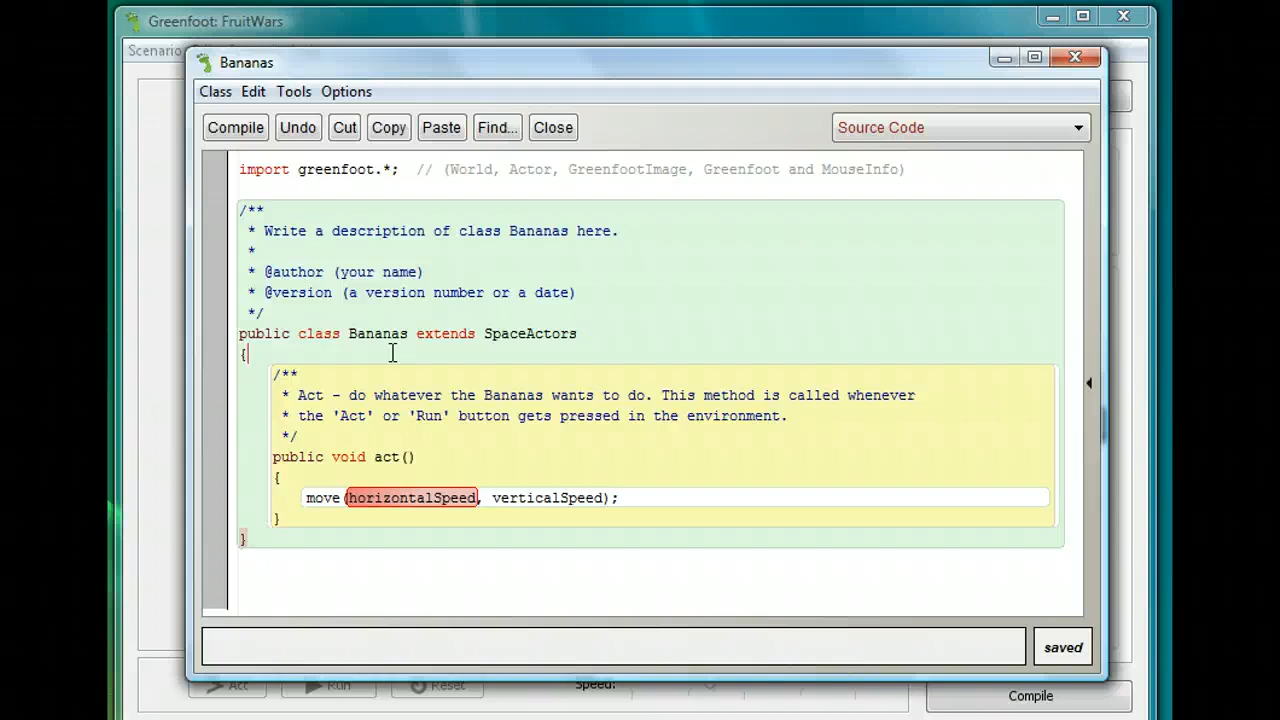 Greenfoot: FruitWars
Scenario
Bananas
Class Edit Tools Options
Compile Undo Cut Copy Paste Find... Close Source Code
import greenfoot.*;  // (World, Actor, GreenfootImage, Greenfoot and MouseInfo)
/**
 * Write a description of class Bananas here.
 *
 * @author (your name)
 * @version (a version number or a date)
 */
public class Bananas extends SpaceActors
{
/**
 * Act - do whatever the Bananas wants to do. This method is called whenever
 * the 'Act' or 'Run' button gets pressed in the environment.
 */
public void act()
{
move(horizontalSpeed, verticalSpeed);
}
}
saved
Act Run Reset Speed: Compile